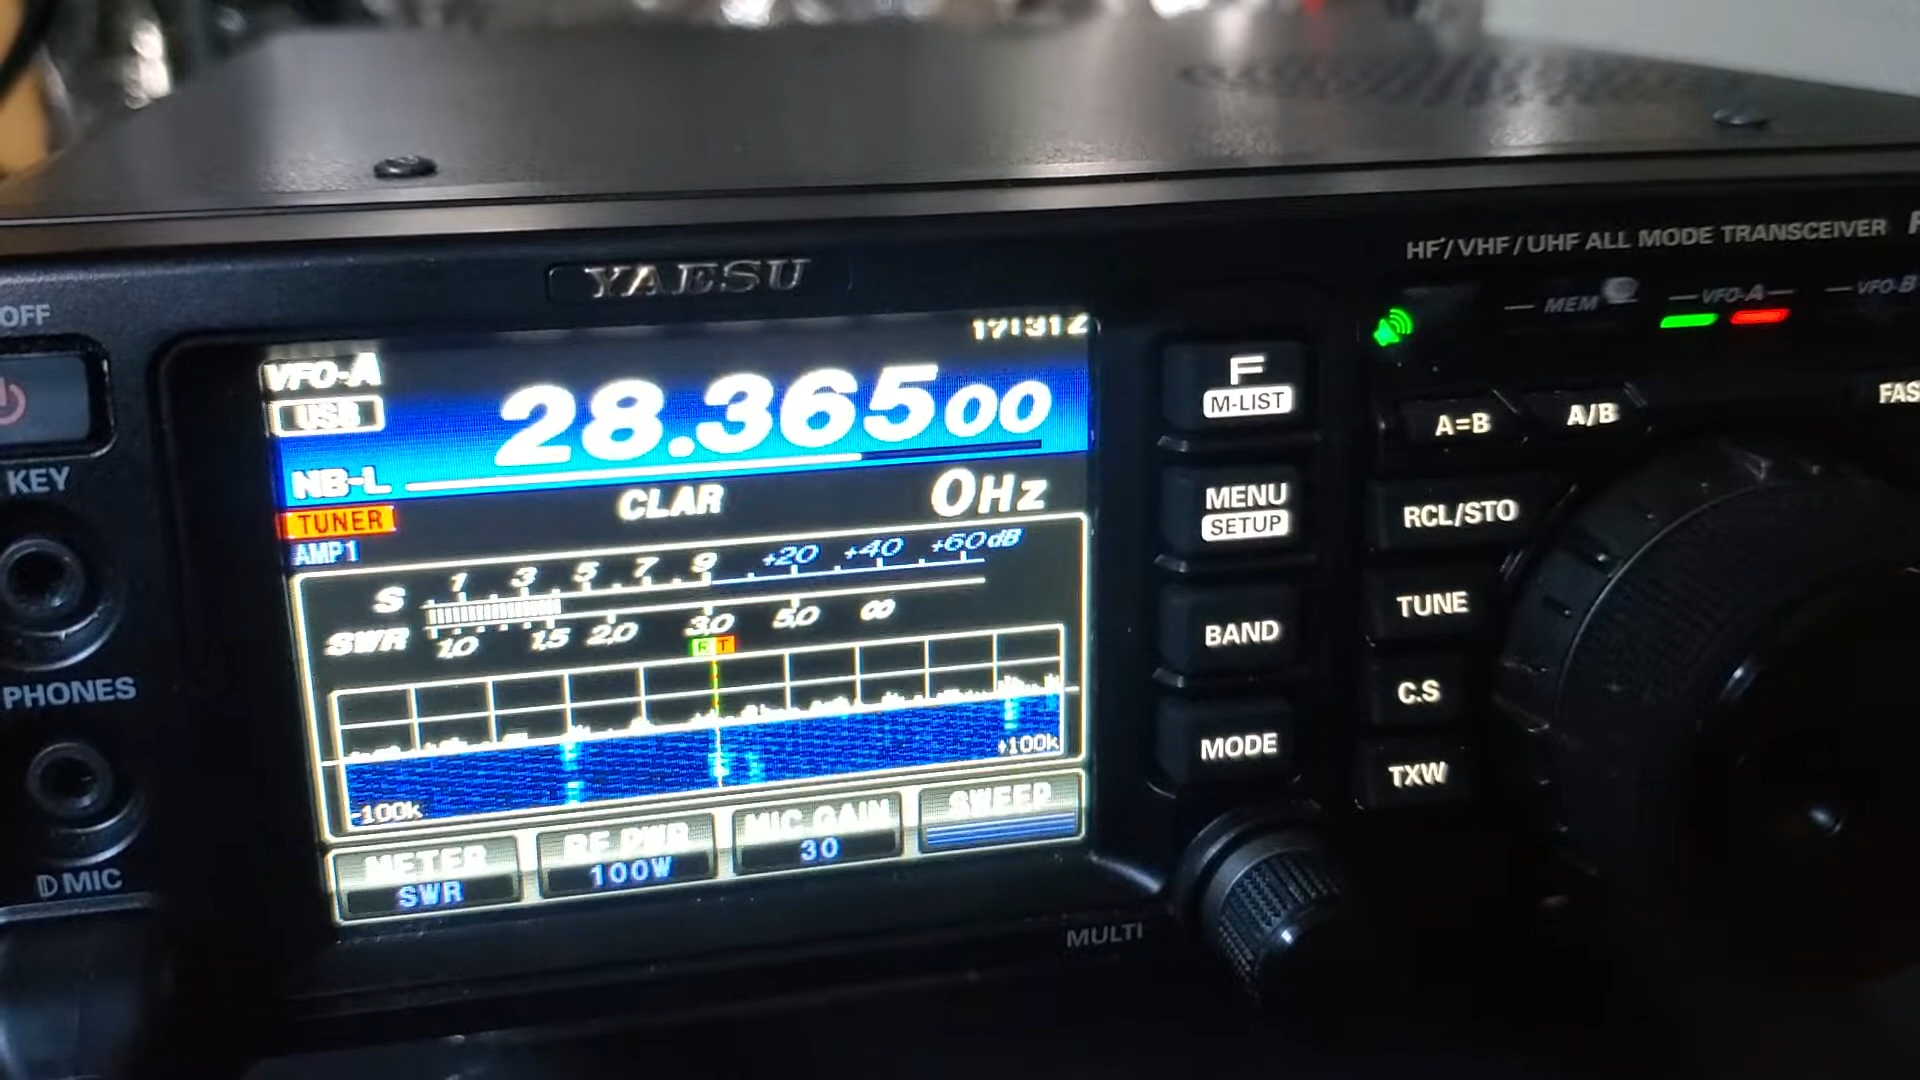 HF/VHF/UHF ALL MODE TRANSCEIVER
YAESU
MEM VFO-A VFO-B
OFF
17:31Z
VFO-A
USB
28.36500
F
M-LIST
A=B A/B
KEY
NB-L
CLAR 0Hz
MENU
SETUP
RCL/STO
TUNER
AMP1
S 1 3 5 7 9 +20 +40 +60dB
SWR 1.0 1.5 2.0 3.0 5.0 ∞
R T
BAND
TUNE
PHONES
C.S
-100k +100k
MODE
TXW
METER RF PWR MIC GAIN SWEEP
SWR 100W 30
MIC
MULTI